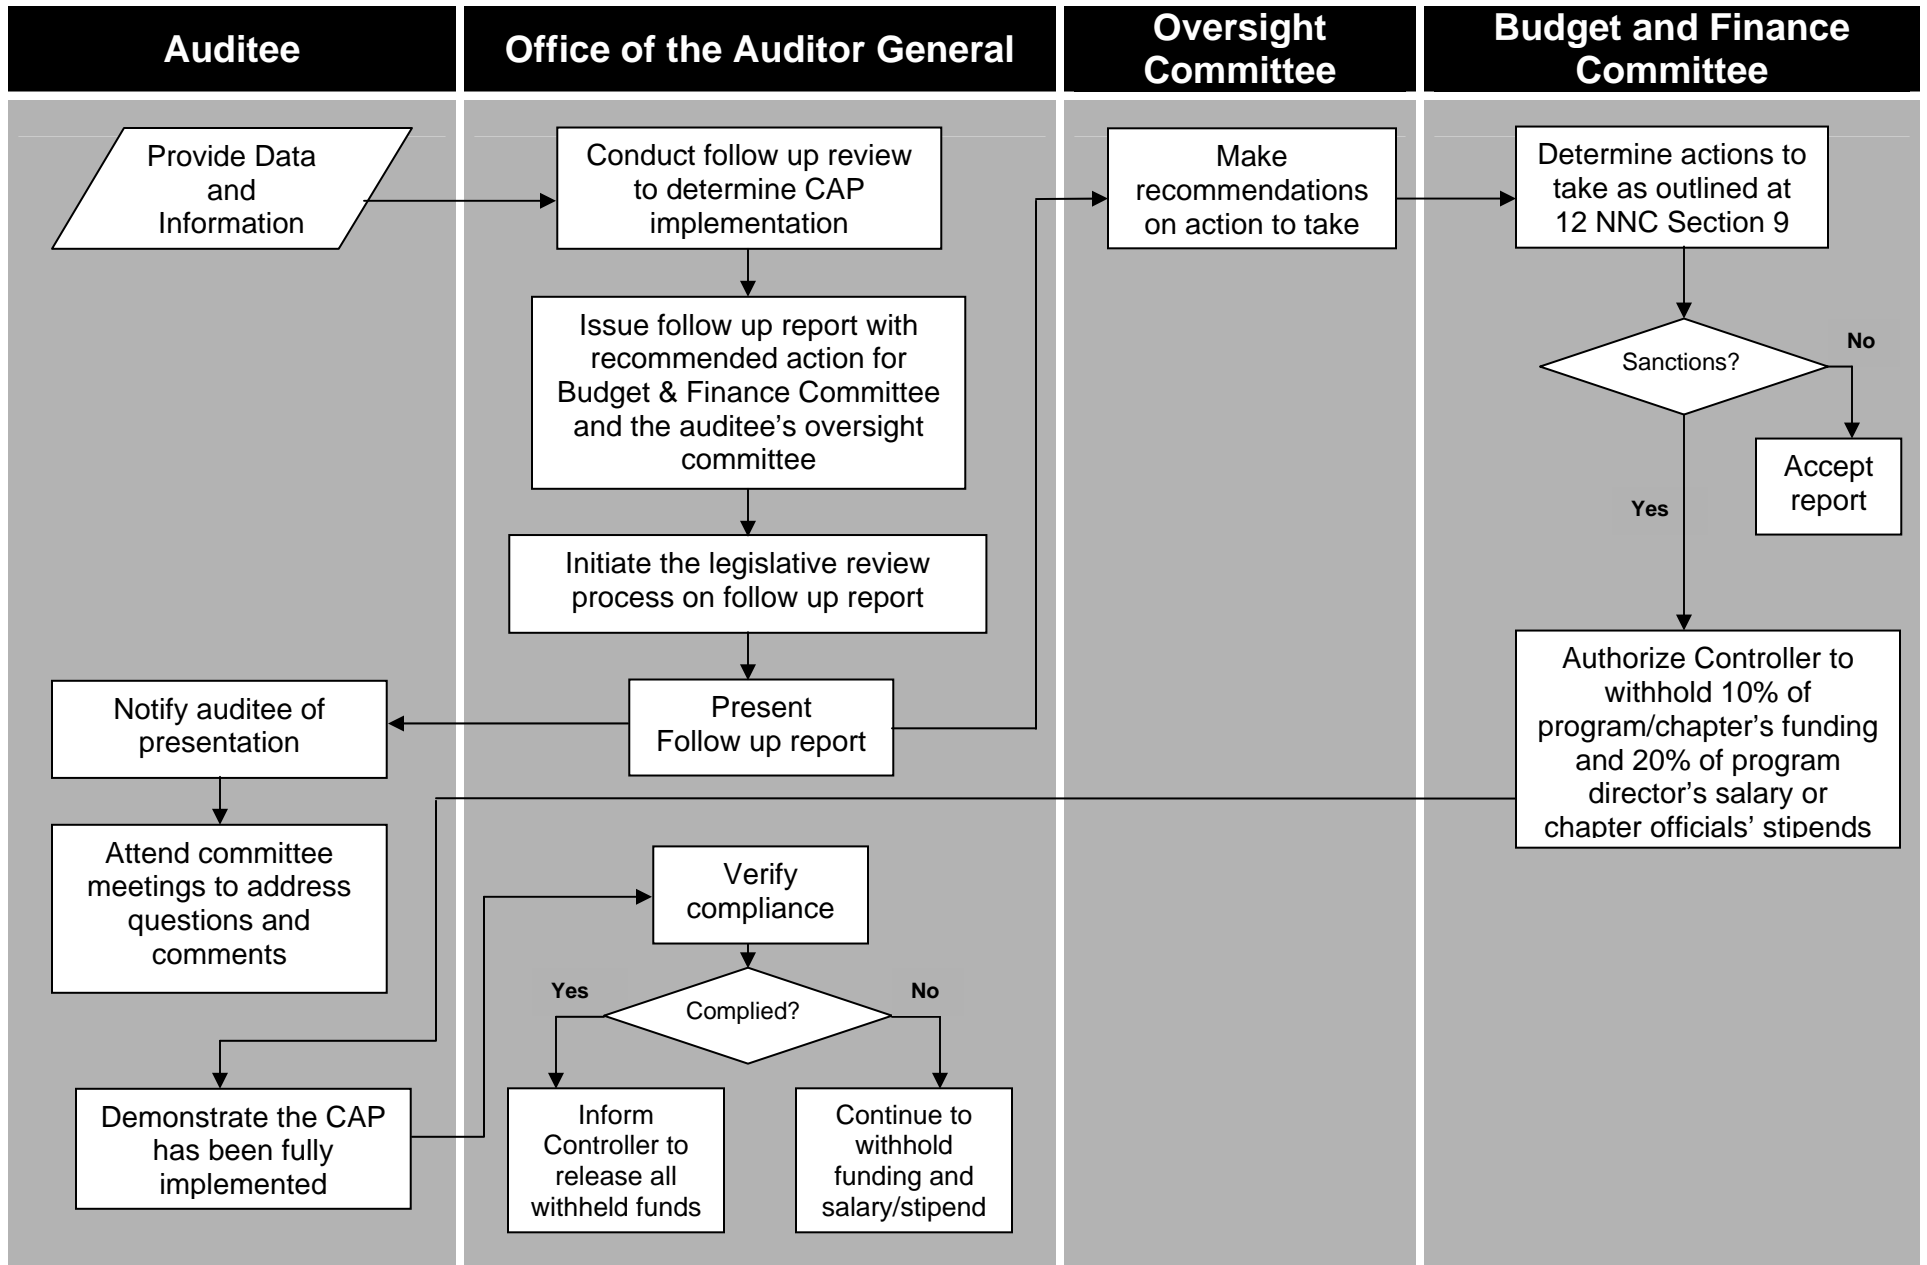 Auditee
Office of the Auditor General
Oversight
Committee
Budget and Finance
Committee
Provide Data
and
Information
Conduct follow up review
to determine CAP
implementation
Make
recommendations
on action to take
Determine actions to
take as outlined at
12 NNC Section 9
Issue follow up report with
recommended action for
Budget & Finance Committee
and the auditee’s oversight
committee
Sanctions?
No
Accept
report
Yes
Initiate the legislative review
process on follow up report
Authorize Controller to
withhold 10% of
program/chapter’s funding
and 20% of program
director’s salary or
chapter officials’ stipends
Present
Follow up report
Notify auditee of
presentation
Attend committee
meetings to address
questions and
comments
Verify
compliance
Yes
Complied?
No
Demonstrate the CAP
has been fully
implemented
Inform
Controller to
release all
withheld funds
Continue to
withhold
funding and
salary/stipend